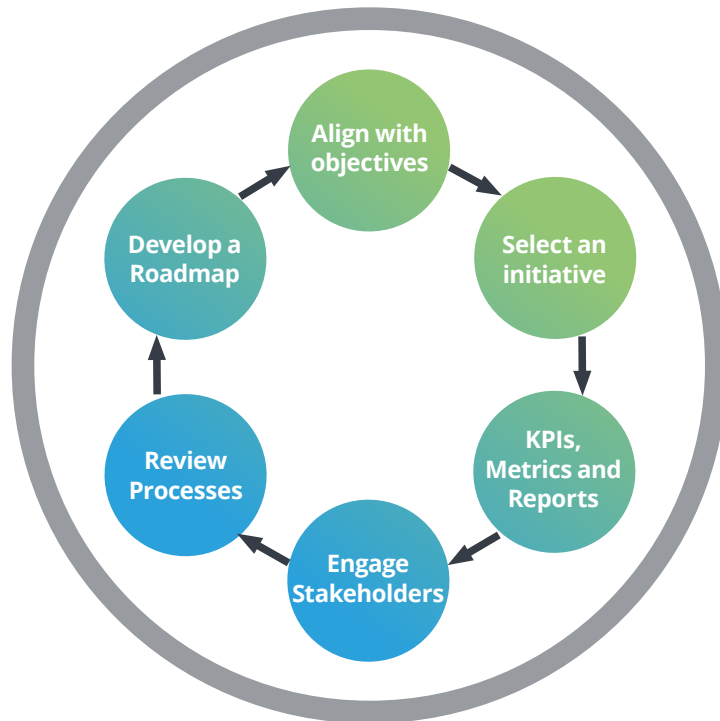 Align with
objectives
Select an
initiative
KPIs,
Metrics and
Reports
Engage
Stakeholders
Review
Processes
Develop a
Roadmap